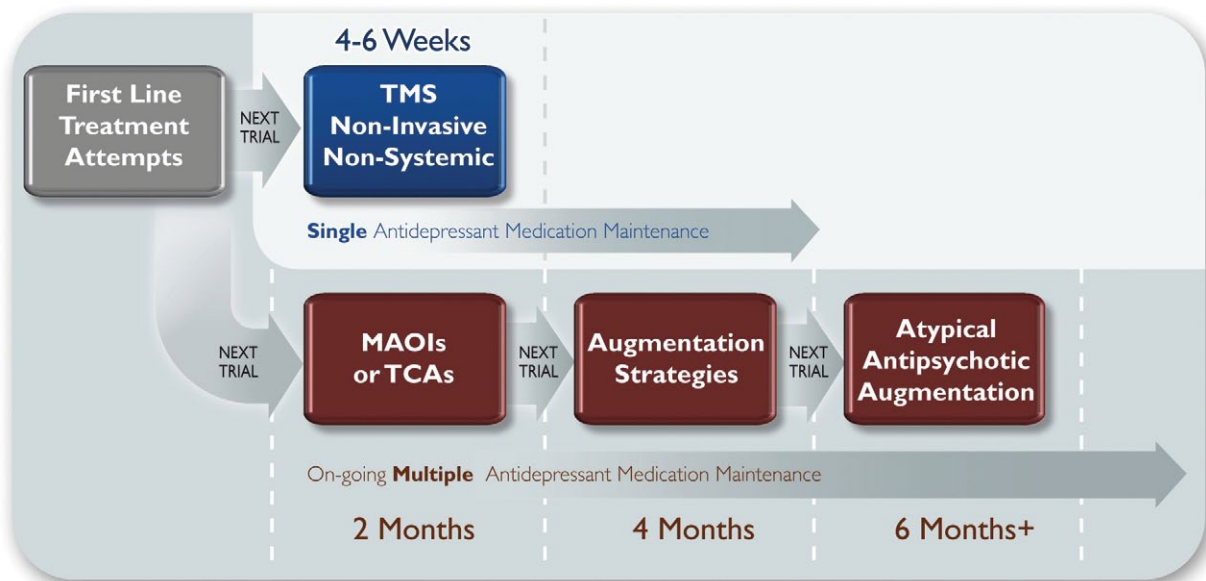 4-6 Weeks
First Line
Treatment
Attempts
NEXT
TRIAL
TMS
Non-Invasive
Non-Systemic
Single Antidepressant Medication Maintenance
NEXT
TRIAL
MAOIs
or TCAs
NEXT
TRIAL
Augmentation
Strategies
NEXT
TRIAL
Atypical
Antipsychotic
Augmentation
On-going Multiple Antidepressant Medication Maintenance
2 Months
4 Months
6 Months+